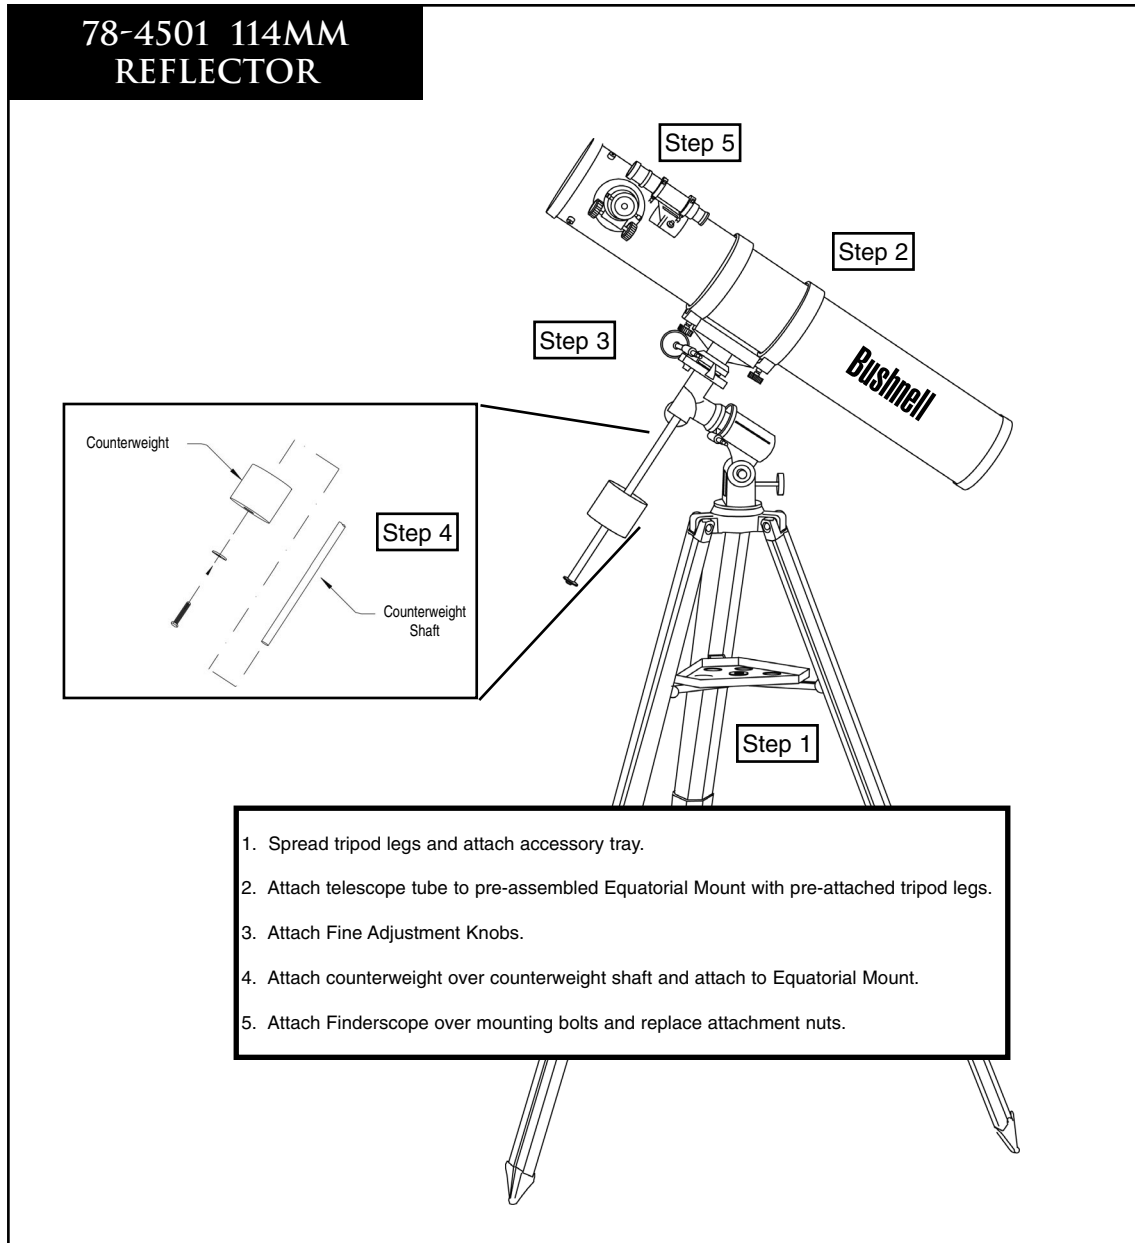 78-4501 114MM
REFLECTOR
Step 5
Step 2
Step 3
Bushnell
Counterweight
Step 4
Counterweight
Shaft
Step 1
1. Spread tripod legs and attach accessory tray.
2. Attach telescope tube to pre-assembled Equatorial Mount with pre-attached tripod legs.
3. Attach Fine Adjustment Knobs.
4. Attach counterweight over counterweight shaft and attach to Equatorial Mount.
5. Attach Finderscope over mounting bolts and replace attachment nuts.